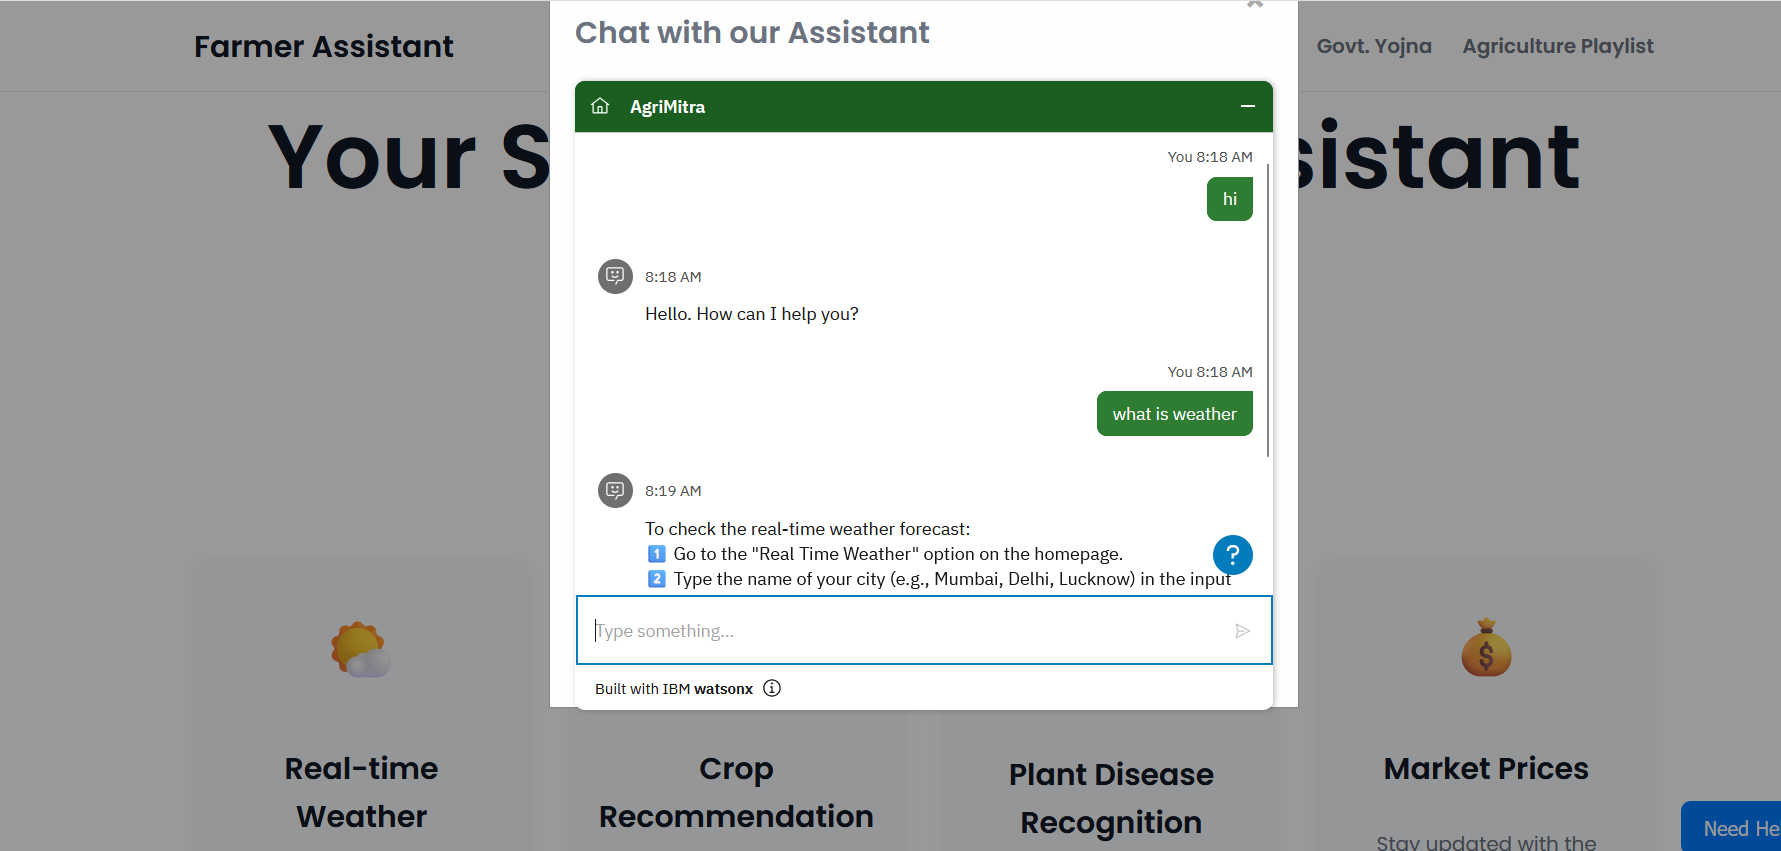 Chat with our Assistant
Farmer Assistant
Govt. Yojna
Agriculture Playlist
AgriMitra
Your S
sistant
You 8:18 AM
hi
8:18 AM
Hello. How can I help you?
You 8:18 AM
what is weather
8:19 AM
To check the real-time weather forecast:
1 Go to the "Real Time Weather" option on the homepage.
2 Type the name of your city (e.g., Mumbai, Delhi, Lucknow) in the input
?
Type something...
Built with IBM watsonx
Real-time
Weather
Crop
Recommendation
Plant Disease
Recognition
Market Prices
Stay updated with the
Need He